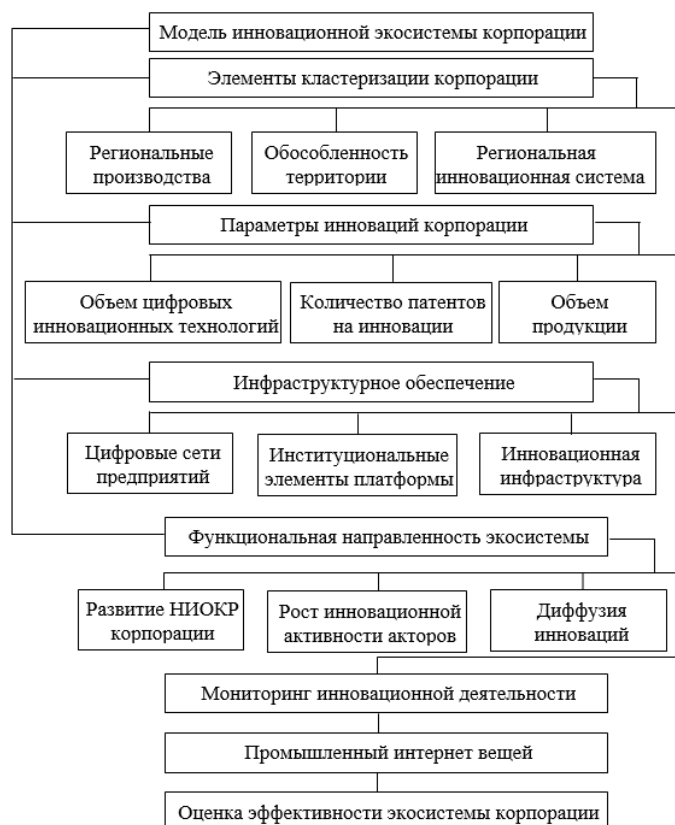 Модель инновационной экосистемы корпорации
Элементы кластеризации корпорации
Региональные
производства
Обособленность
территории
Региональная
инновационная система
Параметры инноваций корпорации
Объем цифровых
инновационных технологий
Количество патентов
на инновации
Объем
продукции
Инфраструктурное обеспечение
Цифровые сети
предприятий
Институциональные
элементы платформы
Инновационная
инфраструктура
Функциональная направленность экосистемы
Развитие НИОКР
корпорации
Рост инновационной
активности акторов
Диффузия
инноваций
Мониторинг инновационной деятельности
Промышленный интернет вещей
Оценка эффективности экосистемы корпорации